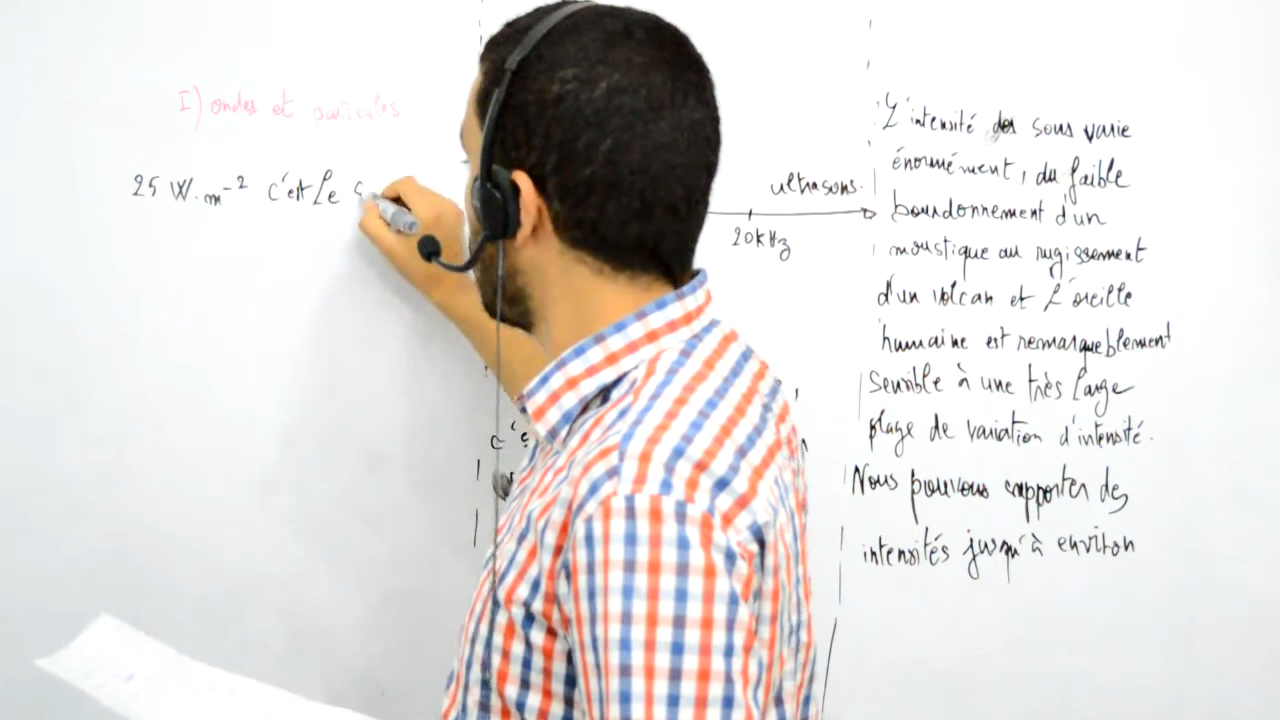 I) ondes et particules
25 W.m⁻² c'est Le s
ultrasons.
20kHz
L'intensité des sons varie
énormément, du faible
bourdonnement d'un
moustique au rugissement
d'un volcan et L'oreille
humaine est remarqueblement
sensible à une très large
plage de variation d'intensité.
Nous pouvons supporter des
intensités jusqu'à environ